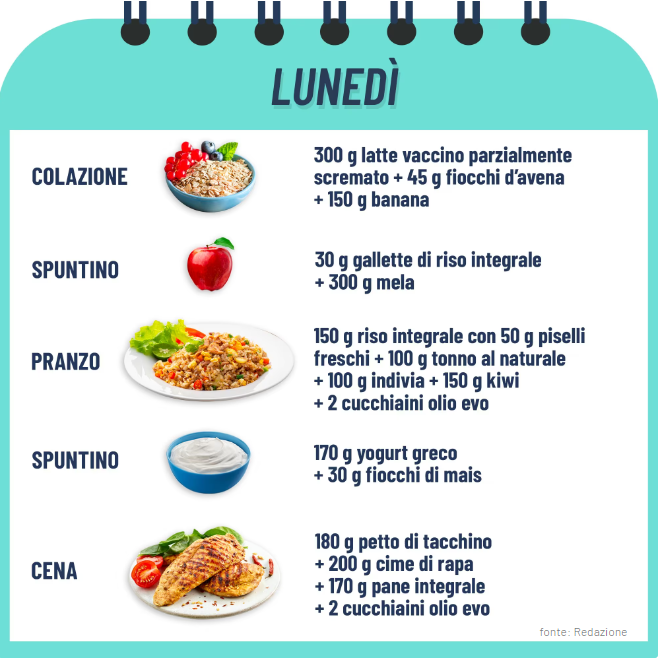 LUNEDÌ
COLAZIONE
300 g latte vaccino parzialmente
scremato + 45 g fiocchi d'avena
+ 150 g banana
SPUNTINO
30 g gallette di riso integrale
+ 300 g mela
PRANZO
150 g riso integrale con 50 g piselli
freschi + 100 g tonno al naturale
+ 100 g indivia + 150 g kiwi
+ 2 cucchiaini olio evo
SPUNTINO
170 g yogurt greco
+ 30 g fiocchi di mais
CENA
180 g petto di tacchino
+ 200 g cime di rapa
+ 170 g pane integrale
+ 2 cucchiaini olio evo
fonte: Redazione